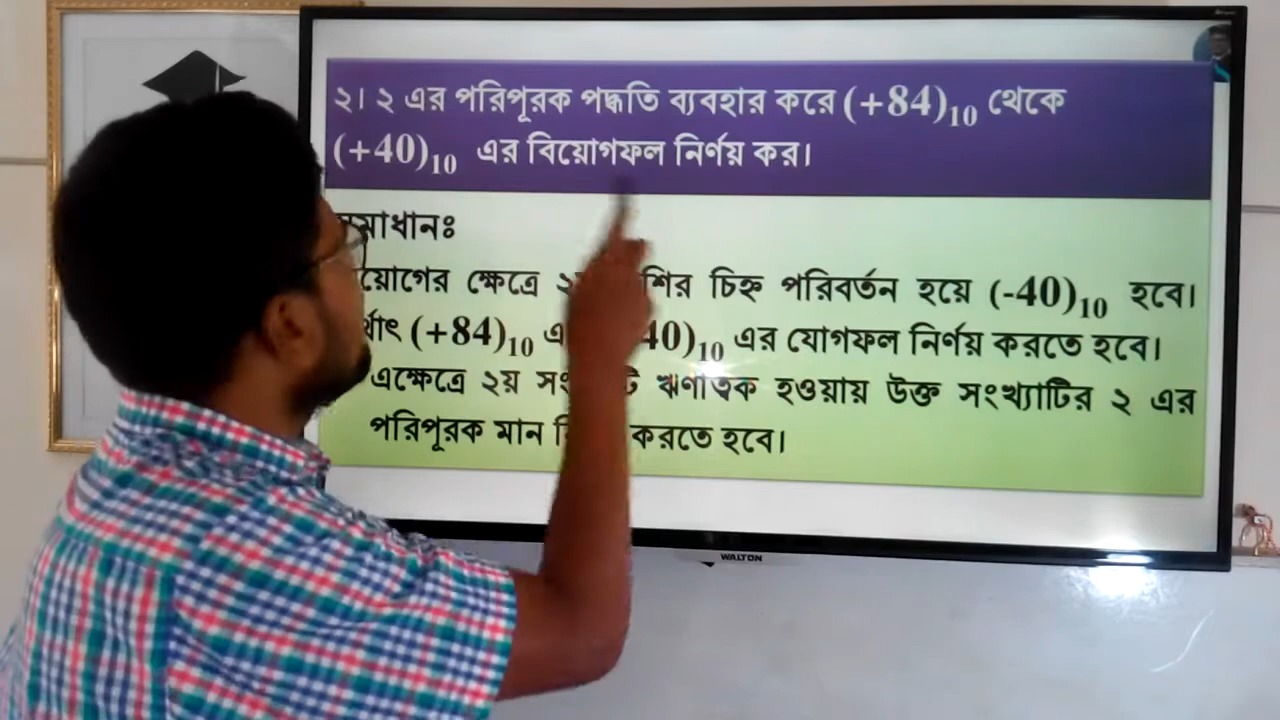 ২। ২ এর পরিপূরক পদ্ধতি ব্যবহার করে (+84)10 থেকে
(+40)10 এর বিয়োগফল নির্ণয় কর।
ক্ষেত্রে চিহ্ন পরিবর্তন হয়ে (-40)10 হবে।
(+84)10 40)10 এর যোগফল নির্ণয় করতে হবে।
এক্ষেত্রে ২য় ঋণাত্বক হওয়ায় উক্ত সংখ্যাটির ২ এর
পরিপূরক মান করতে হবে।
WALTON